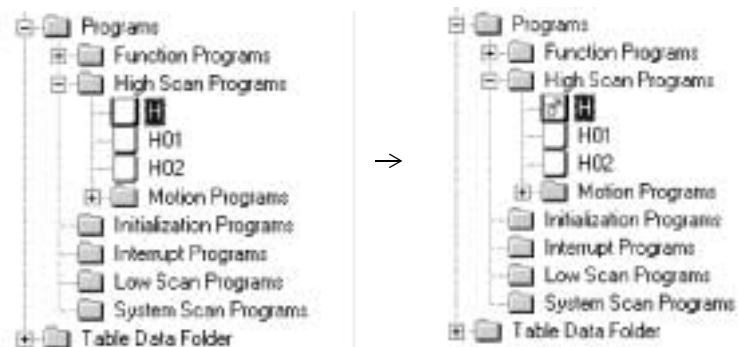 Programs
Function Programs
High Scan Programs
H
H01
H02
Motion Programs
Initialization Programs
Interrupt Programs
Low Scan Programs
System Scan Programs
Table Data Folder
→
Programs
Function Programs
High Scan Programs
H
H01
H02
Motion Programs
Initialization Programs
Interrupt Programs
Low Scan Programs
System Scan Programs
Table Data Folder